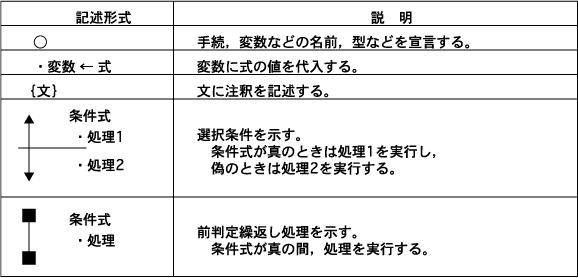 記述形式 説 明
○ 手続，変数などの名前，型などを宣言する。
・変数 ← 式 変数に式の値を代入する。
{文} 文に注釈を記述する。
条件式
・処理1
・処理2
選択条件を示す。
条件式が真のときは処理1を実行し，
偽のときは処理2を実行する。
条件式
・処理
前判定繰返し処理を示す。
条件式が真の間，処理を実行する。